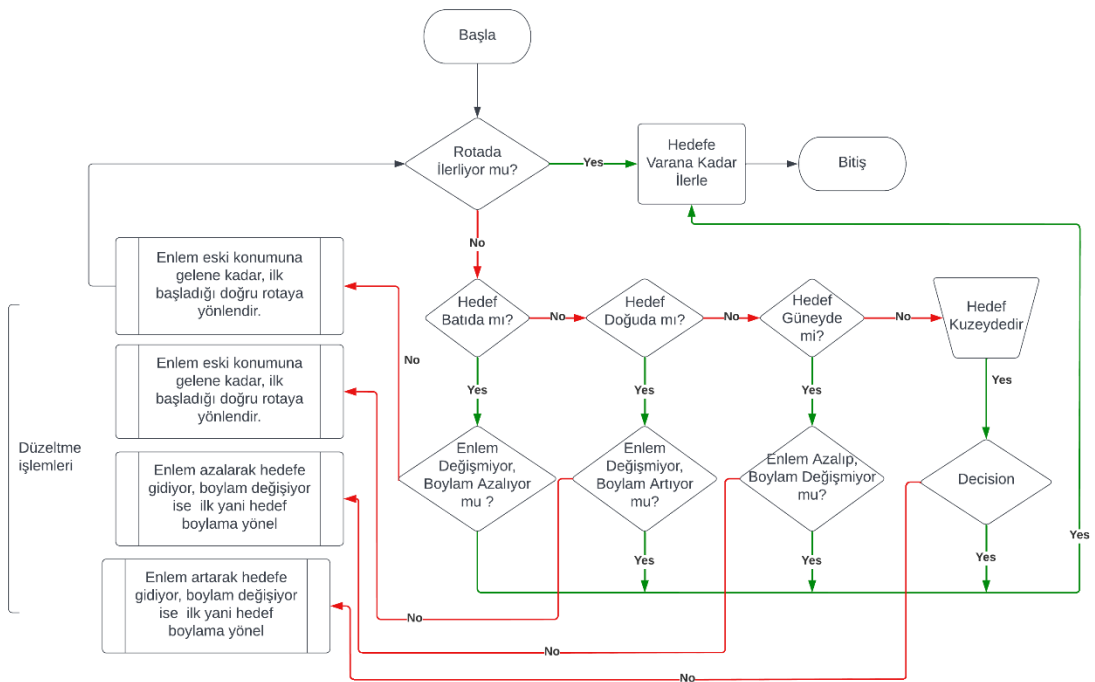 Başla
Rotada
İlerliyor mu?
Yes
Hedefe
Varana Kadar
İlerle
Bitiş
No
Enlem eski konumuna
gelene kadar, ilk
başladığı doğru rotaya
yönlendir.
Hedef
Batıda mı?
No
Hedef
Doğuda mı?
No
Hedef
Güneyde
mi?
No
Hedef
Kuzeydedir
No
Yes
Yes
Yes
Yes
Enlem eski konumuna
gelene kadar, ilk
başladığı doğru rotaya
yönlendir.
Düzeltme
işlemleri
Enlem
Değişmiyor,
Boylam Azalıyor
mu ?
Enlem
Değişmiyor,
Boylam Artıyor
mu?
Enlem Azalıp,
Boylam Değişmiyor
mu?
Decision
Enlem azalarak hedefe
gidiyor, boylam değişiyor
ise  ilk yani hedef
boylama yönel
Yes
Yes
Yes
Yes
Enlem artarak hedefe
gidiyor, boylam değişiyor
ise  ilk yani hedef
boylama yönel
No
No
No